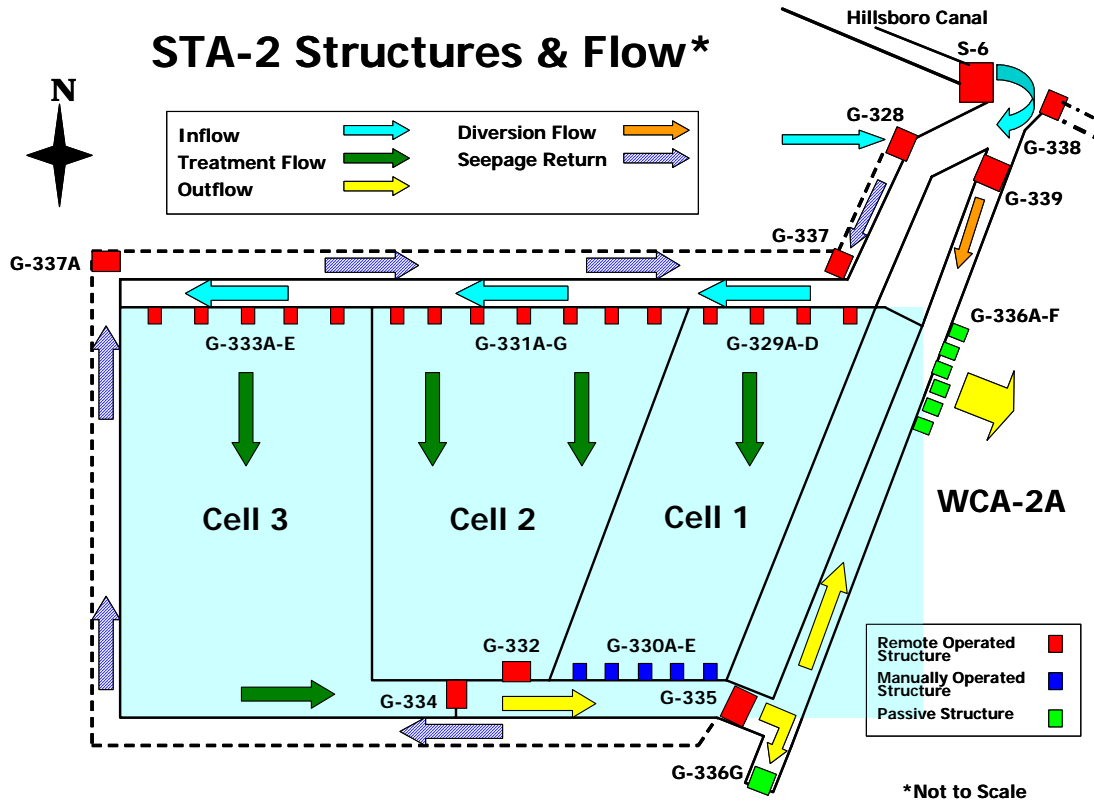 Hillsboro Canal
STA-2 Structures & Flow*
S-6
N
G-328
Inflow
Diversion Flow
Treatment Flow
Seepage Return
Outflow
G-338
G-339
G-337
G-337A
G-336A-F
G-333A-E
G-331A-G
G-329A-D
WCA-2A
Cell 3
Cell 2
Cell 1
G-332
G-330A-E
Remote Operated
Structure
Manually Operated
Structure
Passive Structure
G-334
G-335
G-336G
*Not to Scale